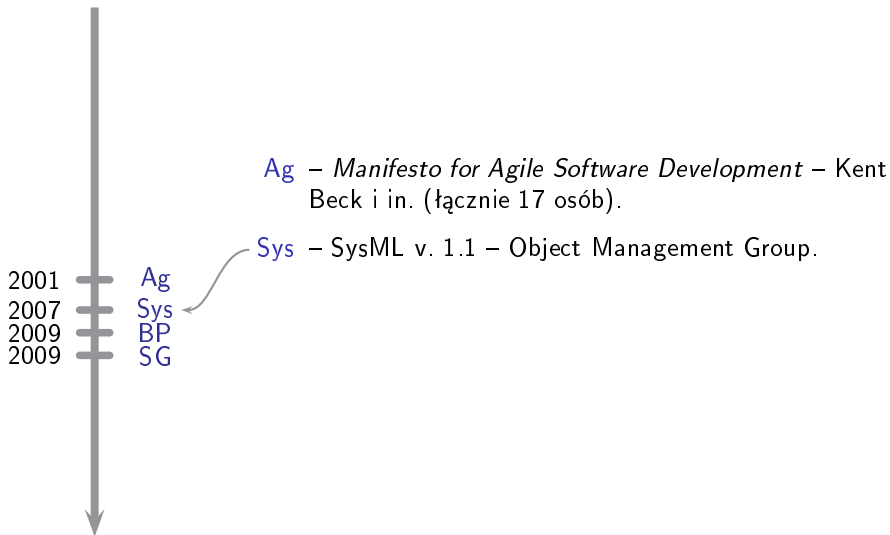 Ag – Manifesto for Agile Software Development – Kent
Beck i in. (łącznie 17 osób).
Sys – SysML v. 1.1 – Object Management Group.
2001 Ag
2007 Sys
2009 BP
2009 SG